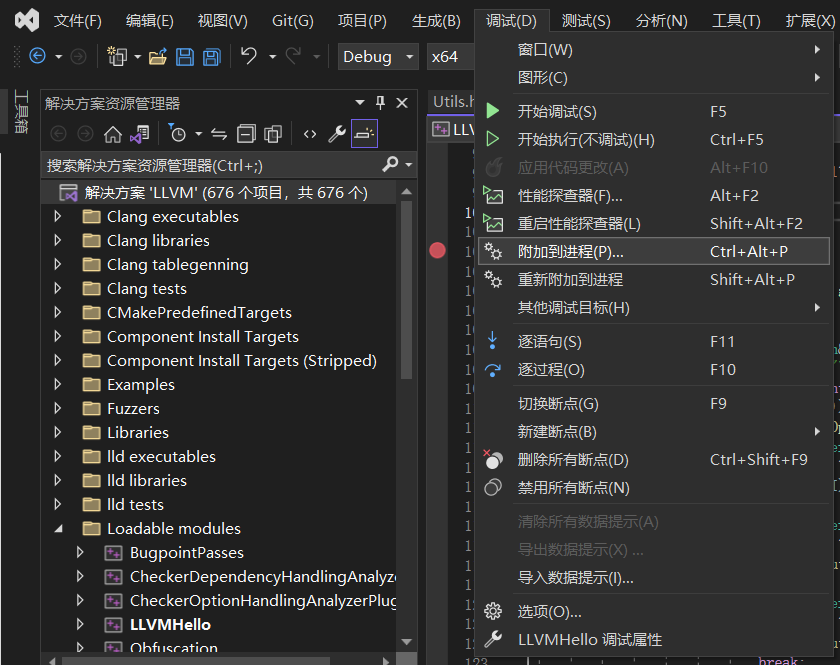 文件(F) 编辑(E) 视图(V) Git(G) 项目(P) 生成(B) 调试(D) 测试(S) 分析(N) 工具(T) 扩展(X)
Debug x64
工具箱
解决方案资源管理器
搜索解决方案资源管理器(Ctrl+;)
解决方案 'LLVM' (676 个项目，共 676 个)
Clang executables
Clang libraries
Clang tablegenning
Clang tests
CMakePredefinedTargets
Component Install Targets
Component Install Targets (Stripped)
Examples
Fuzzers
Libraries
lld executables
lld libraries
lld tests
Loadable modules
BugpointPasses
CheckerDependencyHandlingAnalyz
CheckerOptionHandlingAnalyzerPlug
LLVMHello
Obfuscation
Utils.h
LLV
窗口(W)
图形(C)
开始调试(S) F5
开始执行(不调试)(H) Ctrl+F5
应用代码更改(A) Alt+F10
性能探查器(F)... Alt+F2
重启性能探查器(L) Shift+Alt+F2
附加到进程(P)... Ctrl+Alt+P
重新附加到进程 Shift+Alt+P
其他调试目标(H)
逐语句(S) F11
逐过程(O) F10
切换断点(G) F9
新建断点(B)
删除所有断点(D) Ctrl+Shift+F9
禁用所有断点(N)
清除所有数据提示(A)
导出数据提示(X) ...
导入数据提示(I)...
选项(O)...
LLVMHello 调试属性
123 break;